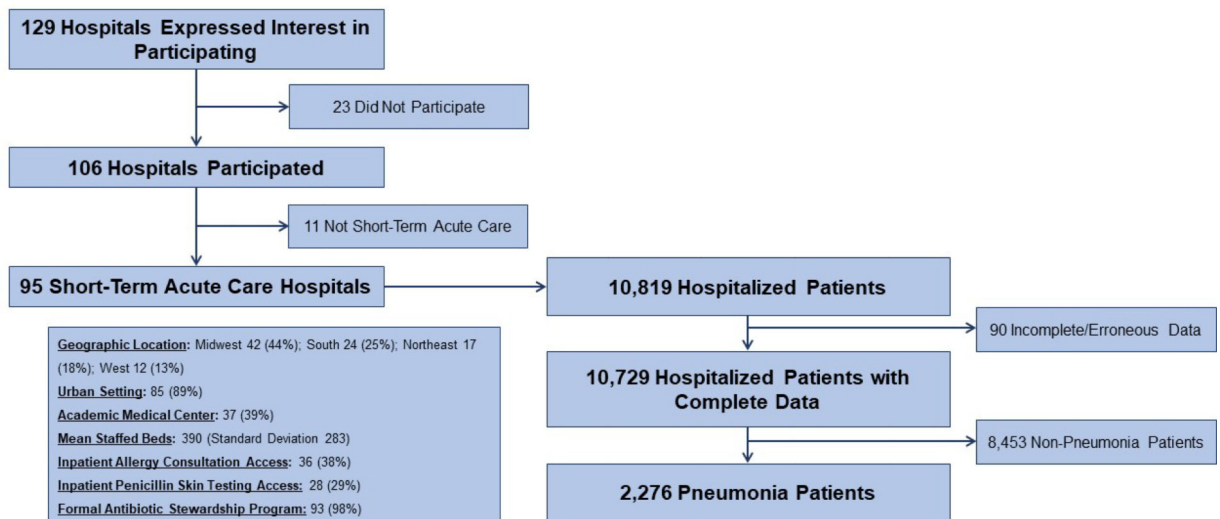 129 Hospitals Expressed Interest in
Participating
23 Did Not Participate
106 Hospitals Participated
11 Not Short-Term Acute Care
95 Short-Term Acute Care Hospitals
10,819 Hospitalized Patients
90 Incomplete/Erroneous Data
Geographic Location: Midwest 42 (44%); South 24 (25%); Northeast 17
(18%); West 12 (13%)
Urban Setting: 85 (89%)
Academic Medical Center: 37 (39%)
Mean Staffed Beds: 390 (Standard Deviation 283)
Inpatient Allergy Consultation Access: 36 (38%)
Inpatient Penicillin Skin Testing Access: 28 (29%)
Formal Antibiotic Stewardship Program: 93 (98%)
10,729 Hospitalized Patients with
Complete Data
8,453 Non-Pneumonia Patients
2,276 Pneumonia Patients